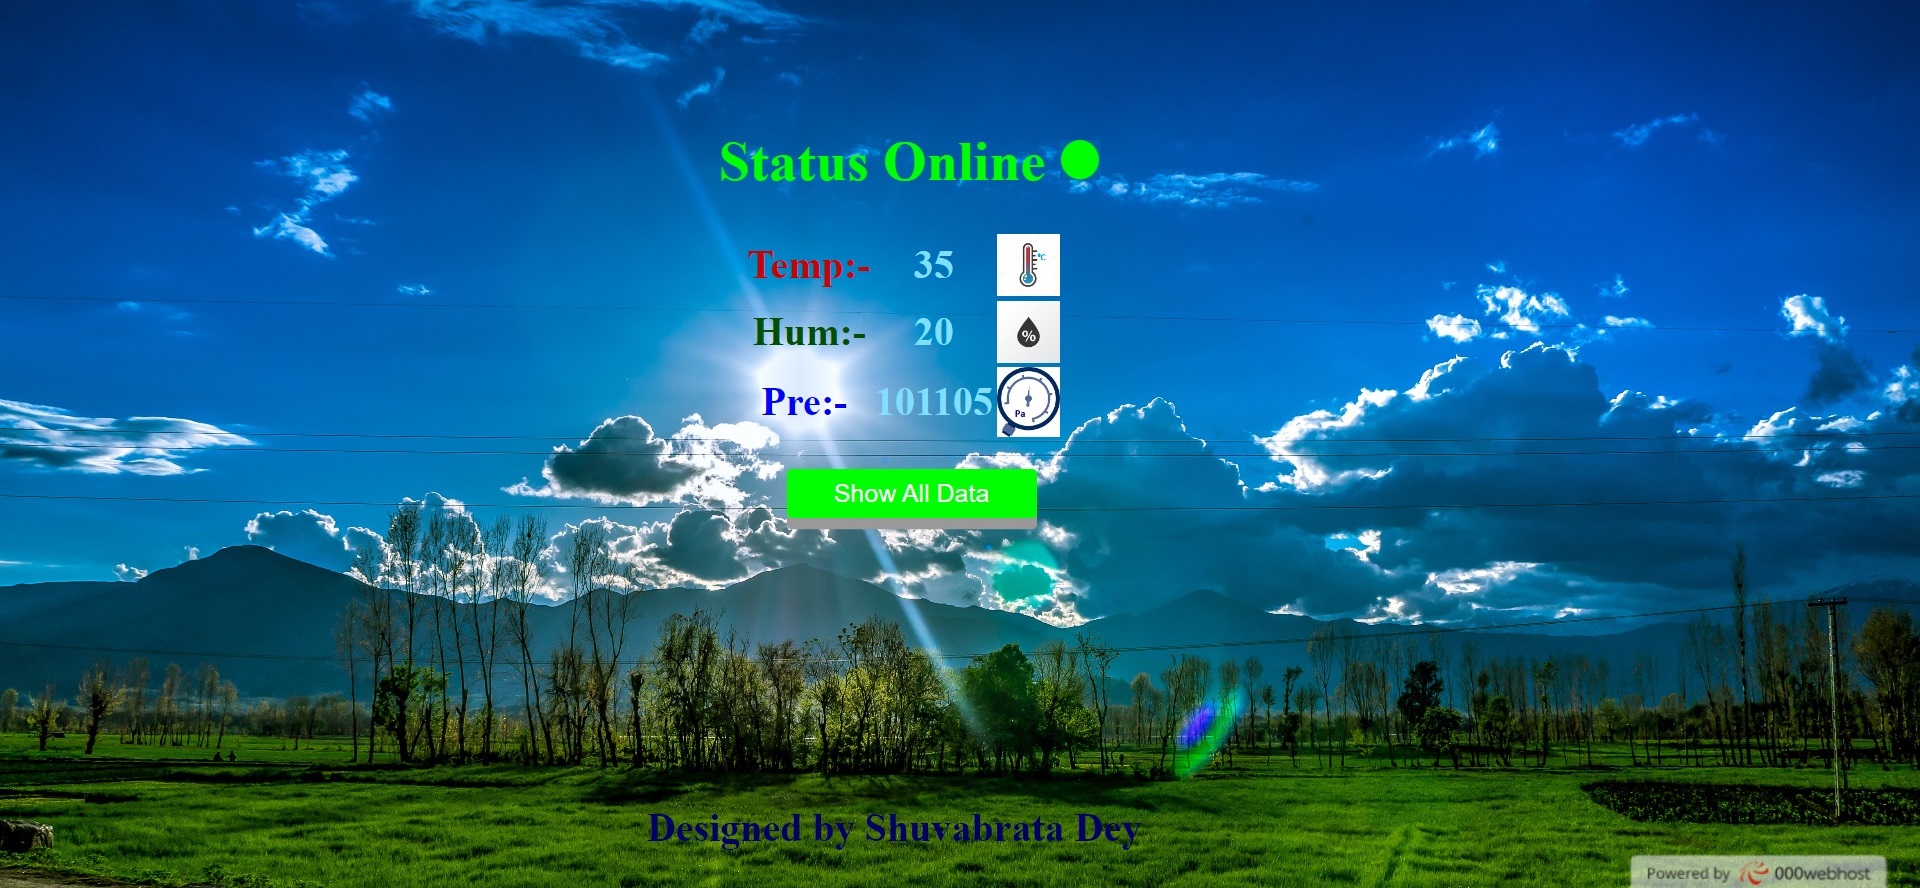 Status Online
Temp:- 35 °C
Hum:- 20 %
Pre:- 101105 Pa
Show All Data
Designed by Shuvabrata Dey
Powered by 000webhost